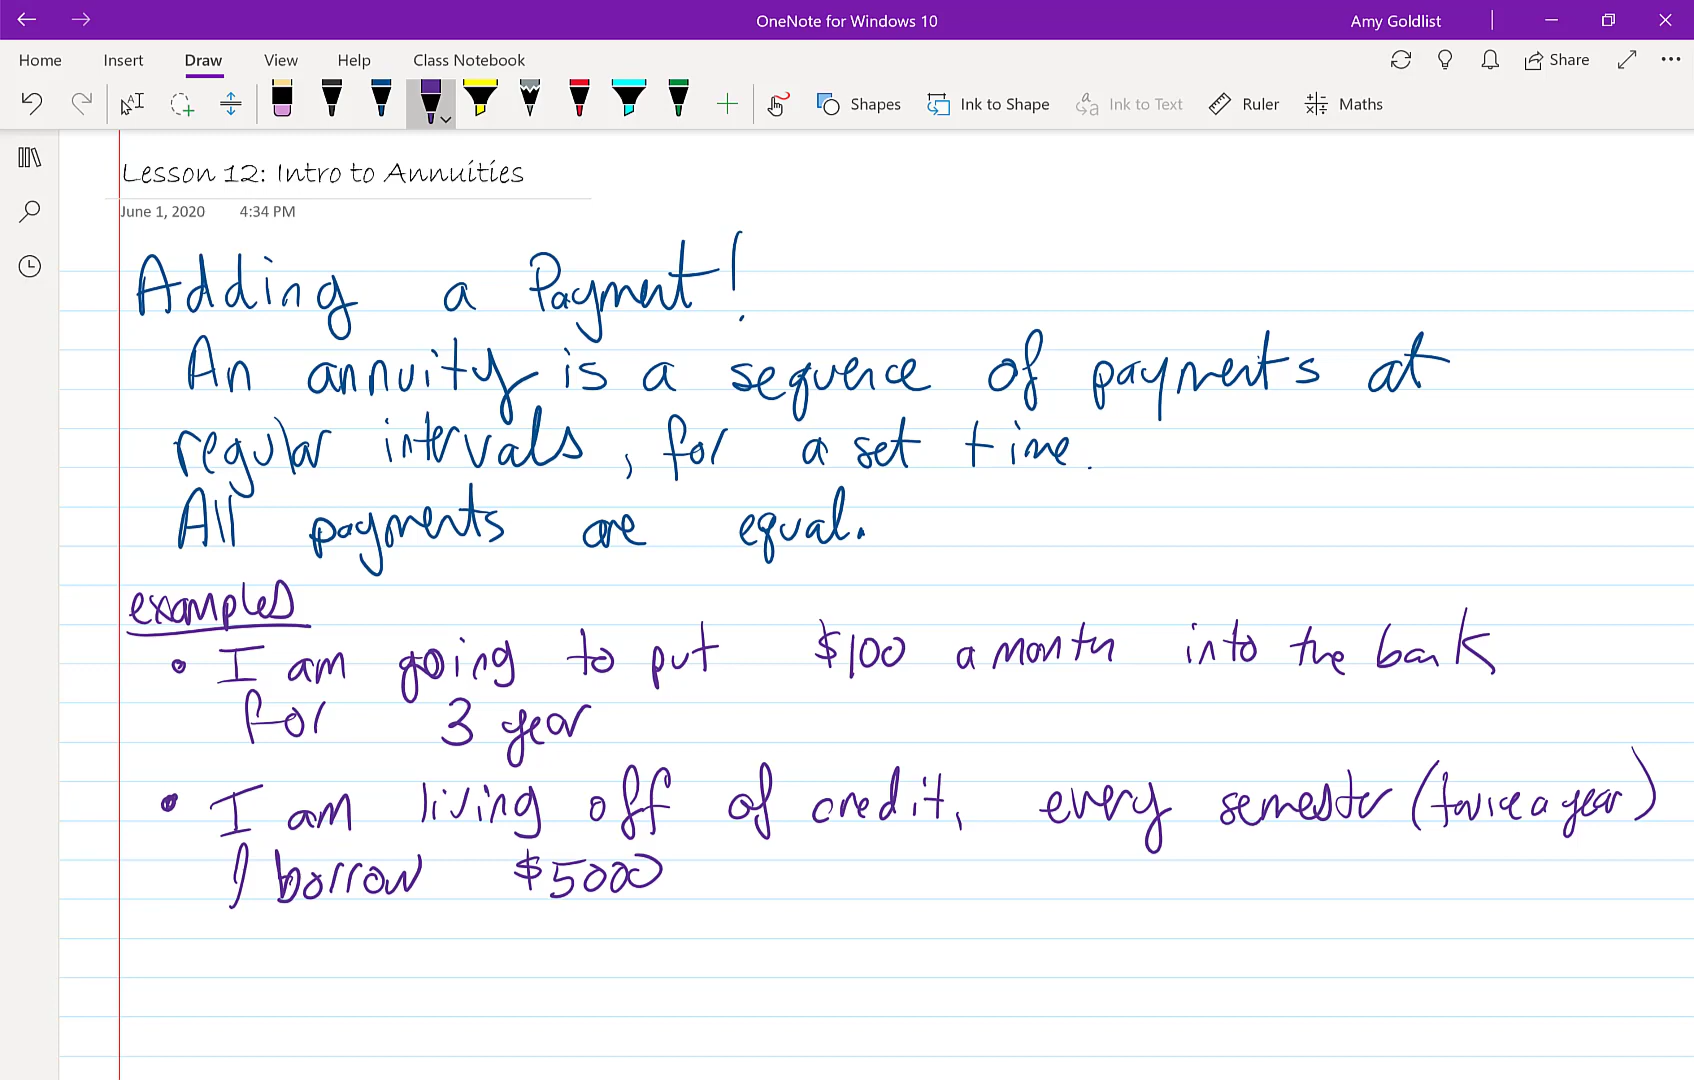 OneNote for Windows 10
Amy Goldlist
Home Insert Draw View Help Class Notebook
Share
Shapes Ink to Shape Ink to Text Ruler Maths
Lesson 12: Intro to Annuities
June 1, 2020 4:34 PM
Adding a Payment!
An annuity is a sequence of payments at
regular intervals, for a set time.
All payments are equal.
examples
• I am going to put $100 a month into the bank
for 3 year
• I am living off of credit, every semester (twice a year)
I borrow $5000